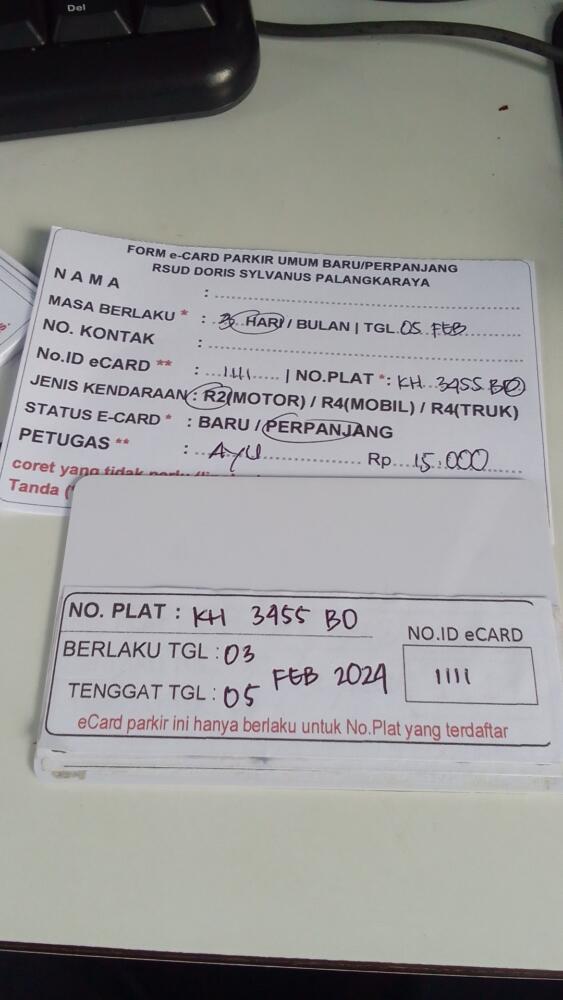 Del
FORM e-CARD PARKIR UMUM BARU/PERPANJANG
RSUD DORIS SYLVANUS PALANGKARAYA
NAMA :
MASA BERLAKU * : HARI / BULAN | TGL. 05 FEB
NO. KONTAK :
No.ID eCARD ** : 1111 | NO.PLAT *: KH 3455 BO
JENIS KENDARAAN : R2(MOTOR) / R4(MOBIL) / R4(TRUK)
STATUS E-CARD * : BARU / PERPANJANG
PETUGAS ** : AYU Rp. 15.000
coret yang tidak
Tanda (*
NO. PLAT : KH 3455 BO
NO.ID eCARD
BERLAKU TGL : 03
1111
FEB 2024
TENGGAT TGL : 05
eCard parkir ini hanya berlaku untuk No.Plat yang terdaftar